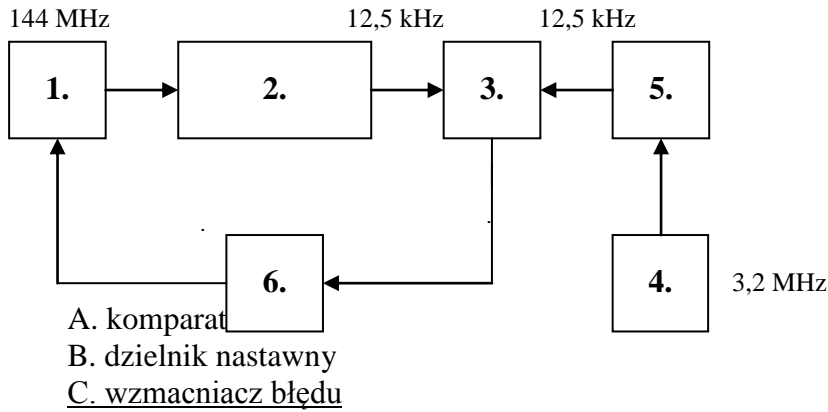 144 MHz 12,5 kHz 12,5 kHz
1. 2. 3. 5.
6. 4. 3,2 MHz
A. komparat
B. dzielnik nastawny
C. wzmacniacz błędu